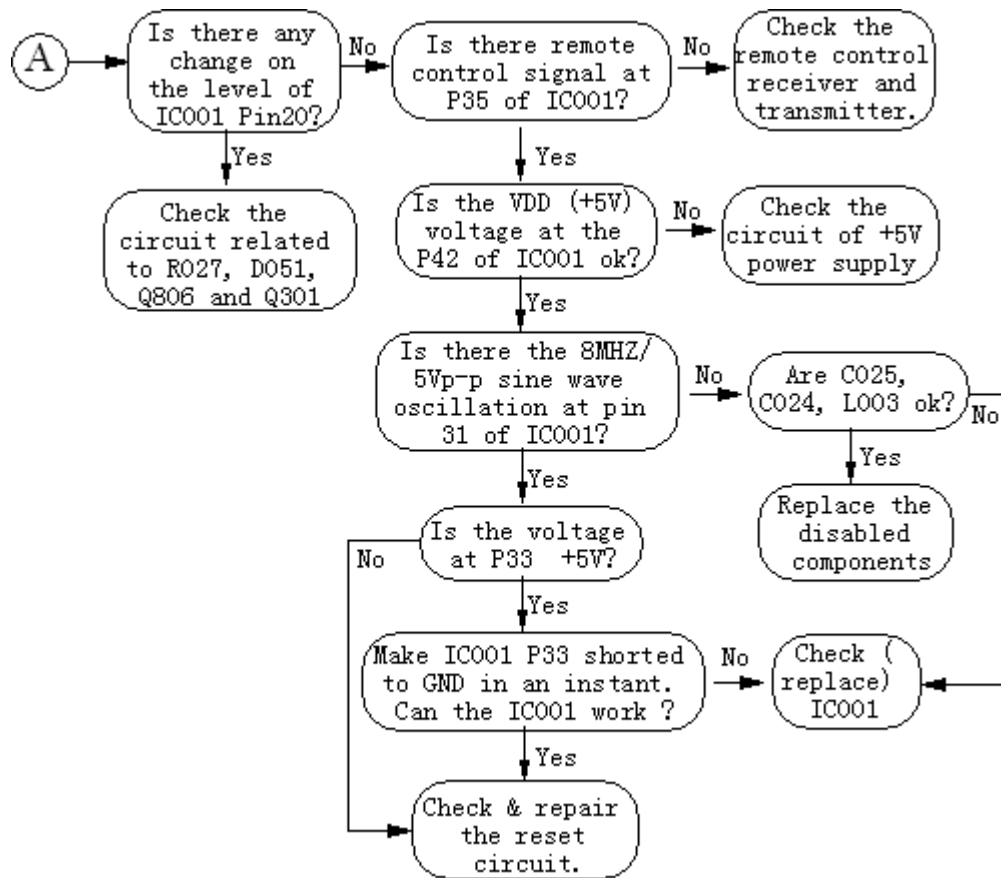 A
Is there any
change on
the level of
IC001 Pin20?
No
Is there remote
control signal at
P35 of IC001?
No
Check the
remote control
receiver and
transmitter.
Yes
Check the
circuit related
to R027, D051,
Q806 and Q301
Yes
Is the VDD (+5V)
voltage at the
P42 of IC001 ok?
No
Check the
circuit of +5V
power supply
Yes
Is there the 8MHZ/
5Vp-p sine wave
oscillation at pin
31 of IC001?
No
Are C025,
C024, L003 ok?
No
Yes
Replace the
disabled
components
Yes
Is the voltage
at P33 +5V?
No
Yes
Make IC001 P33 shorted
to GND in an instant.
Can the IC001 work ?
No
Check (
replace)
IC001
Yes
Check & repair
the reset
circuit.